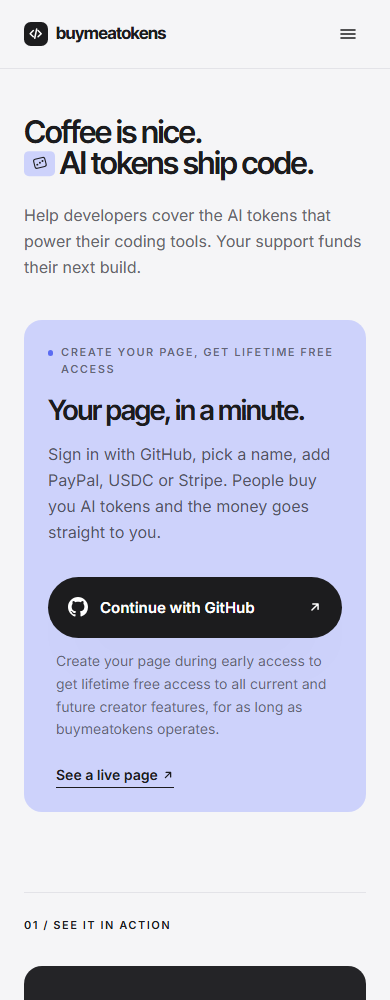 buymeatokens
Coffee is nice.
AI tokens ship code.
Help developers cover the AI tokens that
power their coding tools. Your support funds
their next build.
CREATE YOUR PAGE, GET LIFETIME FREE
ACCESS
Your page, in a minute.
Sign in with GitHub, pick a name, add
PayPal, USDC or Stripe. People buy
you AI tokens and the money goes
straight to you.
Continue with GitHub
Create your page during early access to
get lifetime free access to all current and
future creator features, for as long as
buymeatokens operates.
See a live page
01 / SEE IT IN ACTION